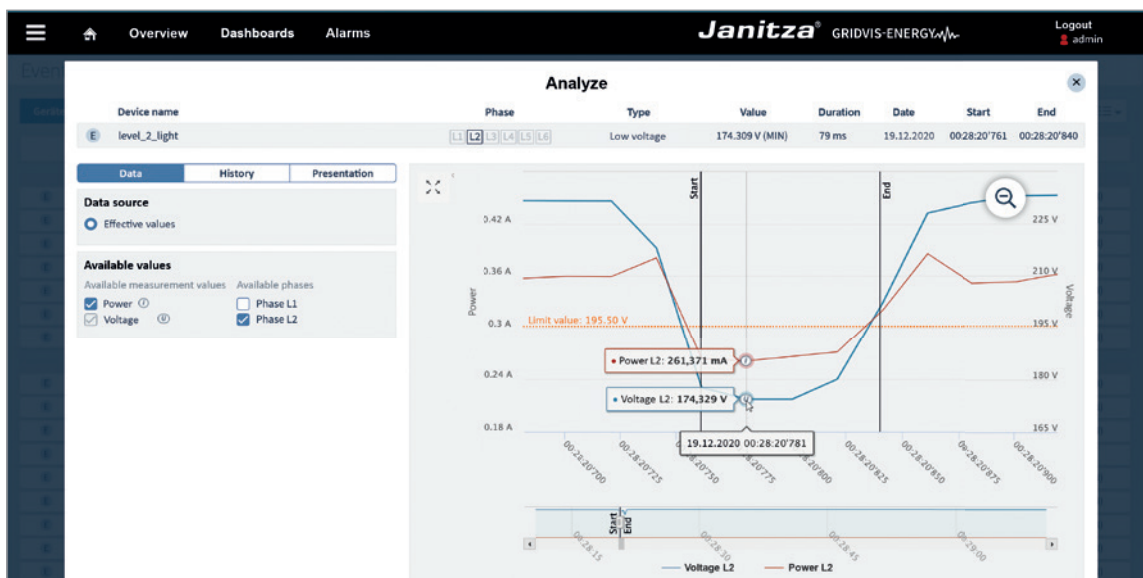 Overview Dashboards Alarms
Janitza® GRIDVIS-ENERGY
Logout
admin
Analyze
Device name Phase Type Value Duration Date Start End
E level_2_light L1 L2 L3 L4 L5 L6 Low voltage 174.309 V (MIN) 79 ms 19.12.2020 00:28:20'761 00:28:20'840
Data History Presentation
Data source
Effective values
Available values
Available measurement values Available phases
Power Phase L1
Voltage Phase L2
Start
End
0.42 A
0.36 A
0.3 A
0.24 A
0.18 A
Power
225 V
210 V
195 V
180 V
165 V
Voltage
Limit value: 195.50 V
Power L2: 261,371 mA
Voltage L2: 174,329 V
19.12.2020 00:28:20'781
00:28:20'700
00:28:20'725
00:28:20'750
00:28:20'775
00:28:20'800
00:28:20'825
00:28:20'850
00:28:20'875
00:28:20'900
Start
End
00:28:15
00:28:30
00:28:45
00:29:00
Voltage L2 Power L2